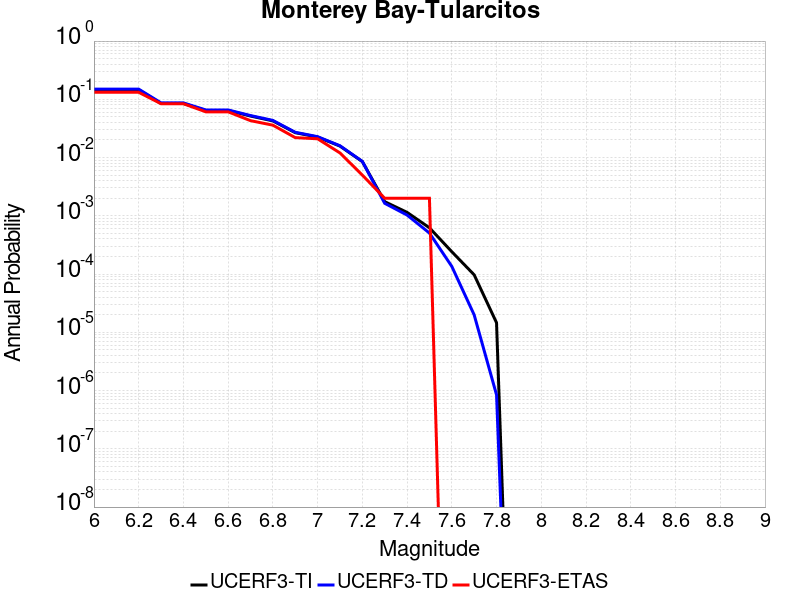 Monterey Bay-Tularcitos
10^0
10^-1
10^-2
10^-3
10^-4
10^-5
10^-6
10^-7
10^-8
Annual Probability
6 6.2 6.4 6.6 6.8 7 7.2 7.4 7.6 7.8 8 8.2 8.4 8.6 8.8 9
Magnitude
UCERF3-TI UCERF3-TD UCERF3-ETAS